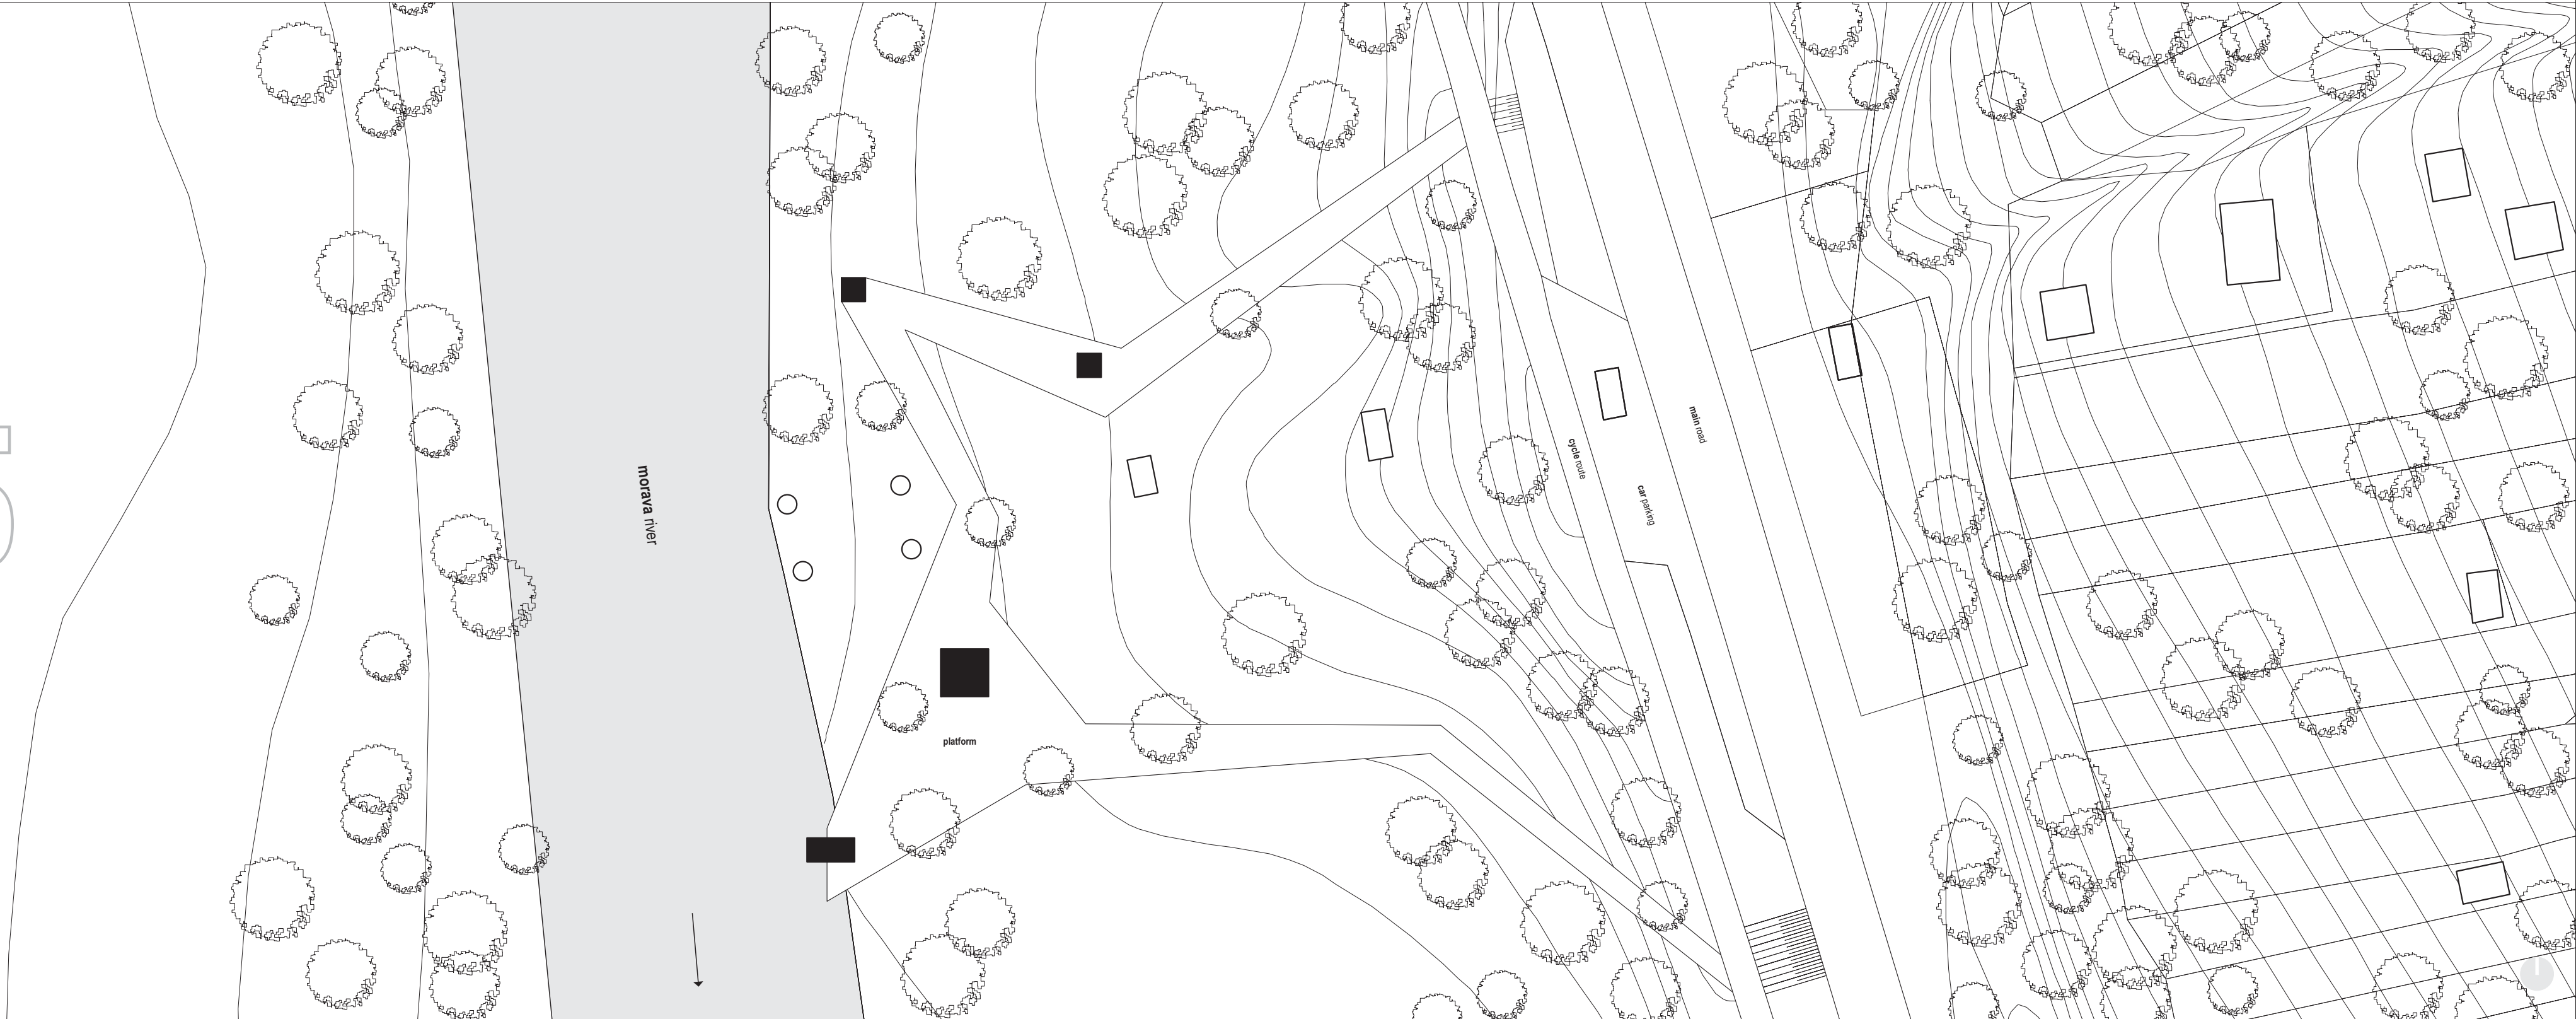 morava river
platform
cycle route
car parking
main road